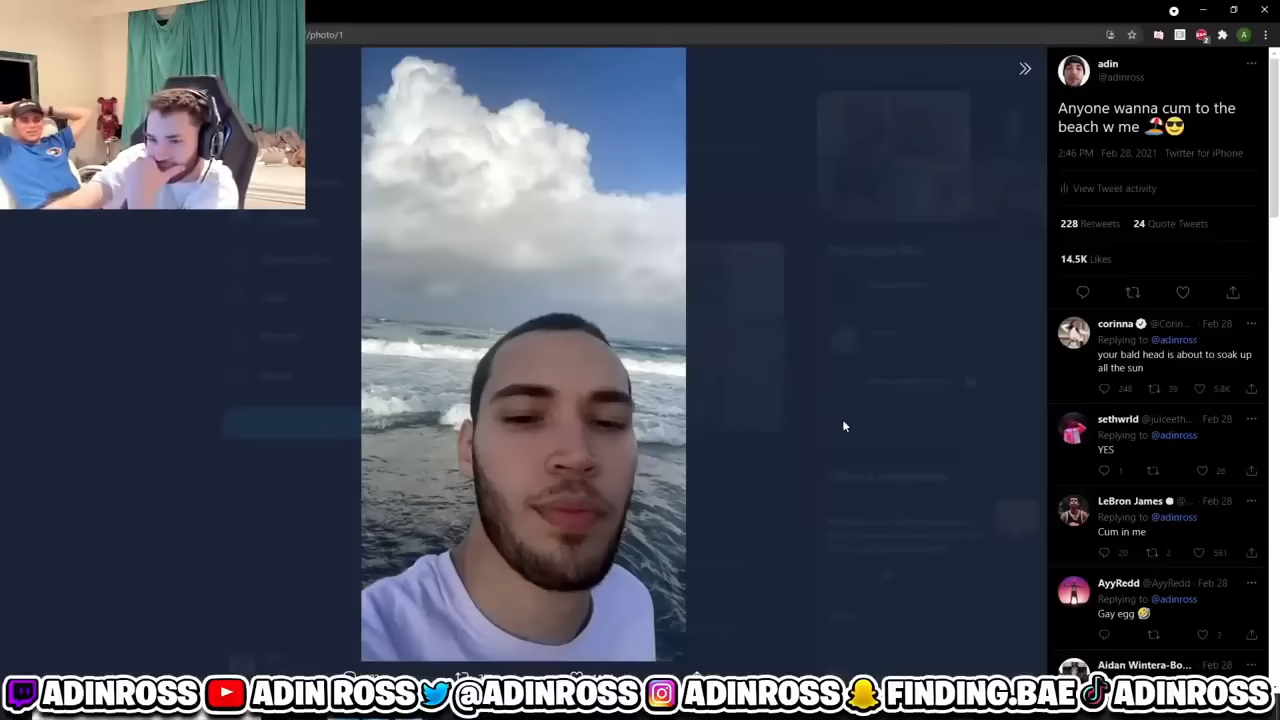 /photo/1
adin
@adinross
Anyone wanna cum to the
beach w me 🏖😎
2:46 PM · Feb 28, 2021 · Twitter for iPhone
View Tweet activity
228 Retweets 24 Quote Tweets
14.5K Likes
corinna @Corin... · Feb 28
Replying to @adinross
your bald head is about to soak up
all the sun
248 39 5.8K
sethwrld @juiceeth... · Feb 28
Replying to @adinross
YES
1 26
LeBron James @... · Feb 28
Replying to @adinross
Cum in me
20 2 561
AyyRedd @AyyRedd · Feb 28
Replying to @adinross
Gay egg 🤣
3
Aidan Wintera-Bo... · Feb 28
ADINROSS ADIN ROSS @ADINROSS ADINROSS FINDING.BAE ADINROSS